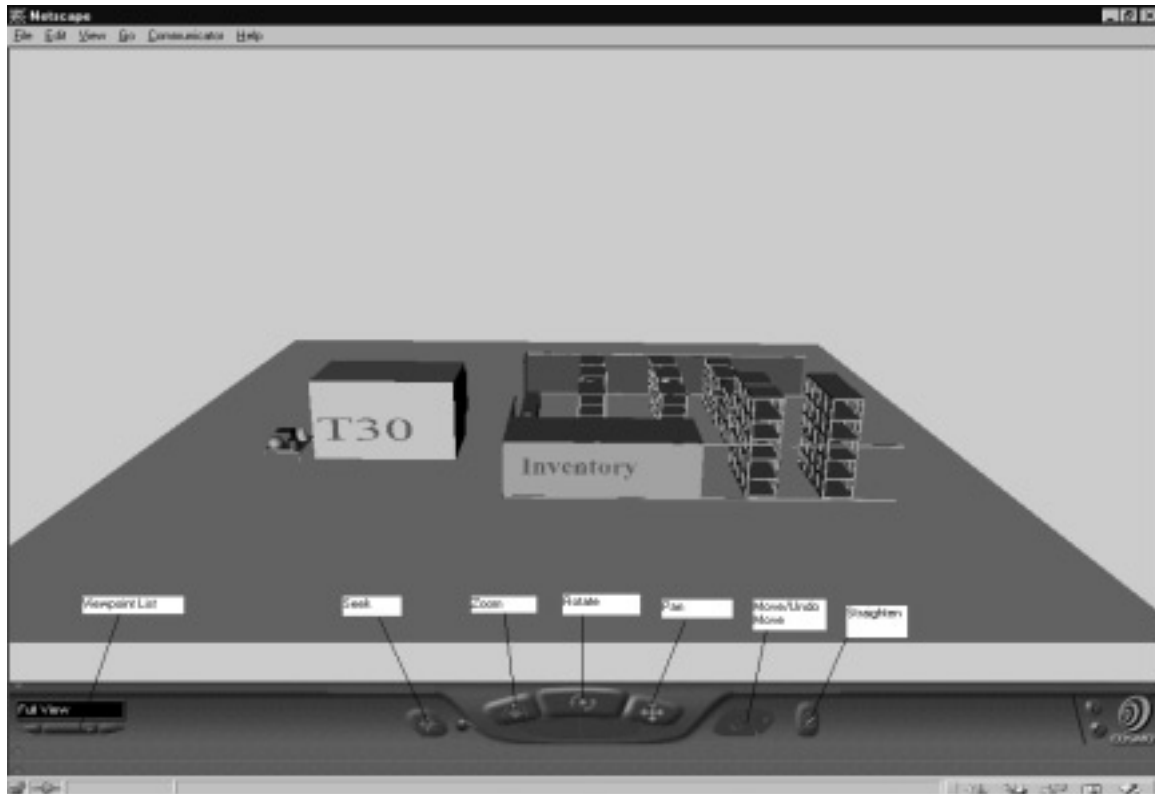 Netscape
File Edit View Go Communicator Help
T30
Inventory
Viewpoint List
Seek
Zoom
Rotate
Pan
Move/Undo
Move
Straighten
Full View
COSMO